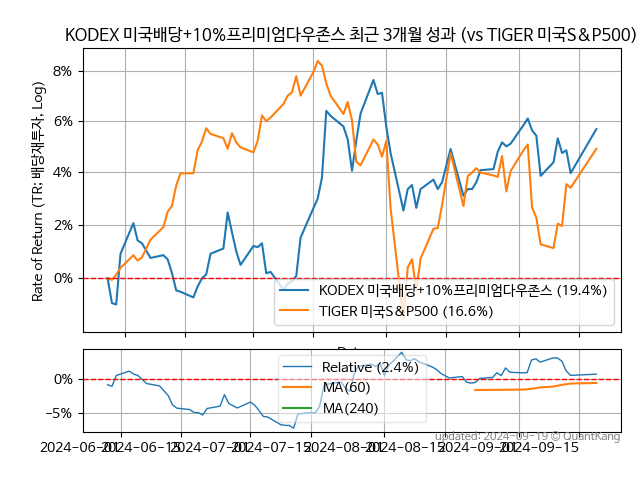 KODEX 미국배당+10%프리미엄다우존스 최근 3개월 성과 (vs TIGER 미국S&P500)
Rate of Return (TR: 배당재투자, Log)
8%
6%
4%
2%
0%
KODEX 미국배당+10%프리미엄다우존스 (19.4%)
TIGER 미국S&P500 (16.6%)
0%
−5%
Relative (2.4%)
MA(60)
MA(240)
updated: 2024-09-19 © QuantKang
2024-06-01
2024-06-15
2024-07-01
2024-07-15
2024-08-01
2024-08-15
2024-09-01
2024-09-15